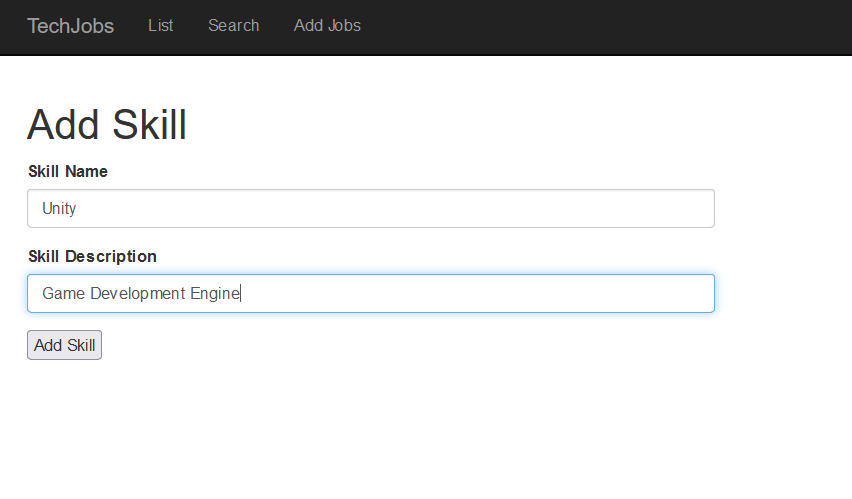 TechJobs List Search Add Jobs
Add Skill
Skill Name
Unity
Skill Description
Game Development Engine
Add Skill